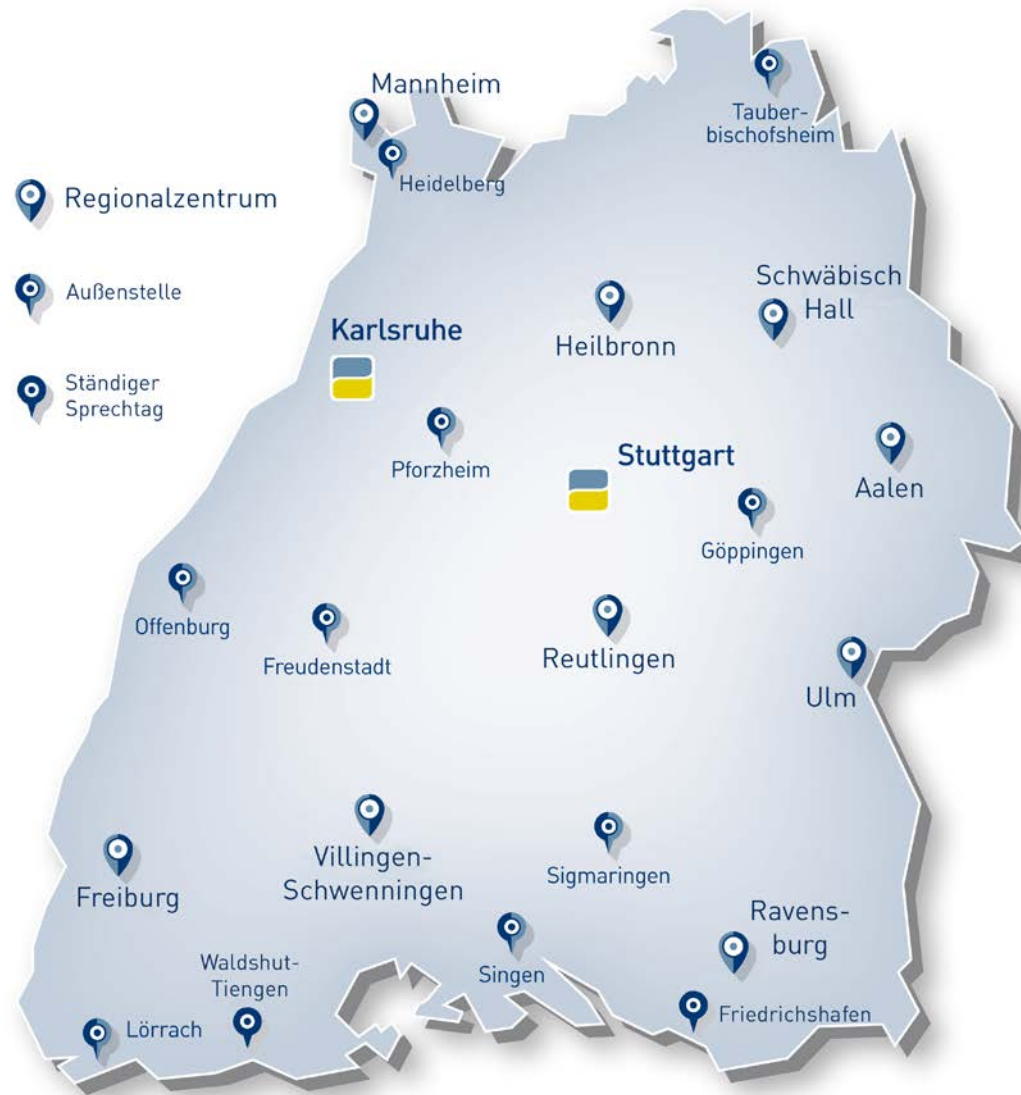 Mannheim
Tauber-
bischofsheim
Heidelberg
Regionalzentrum
Außenstelle
Ständiger
Sprechtag
Schwäbisch
Hall
Karlsruhe
Heilbronn
Pforzheim
Stuttgart
Aalen
Göppingen
Offenburg
Freudenstadt
Reutlingen
Ulm
Villingen-
Schwenningen
Freiburg
Sigmaringen
Ravens-
burg
Waldshut-
Tiengen
Singen
Lörrach
Friedrichshafen